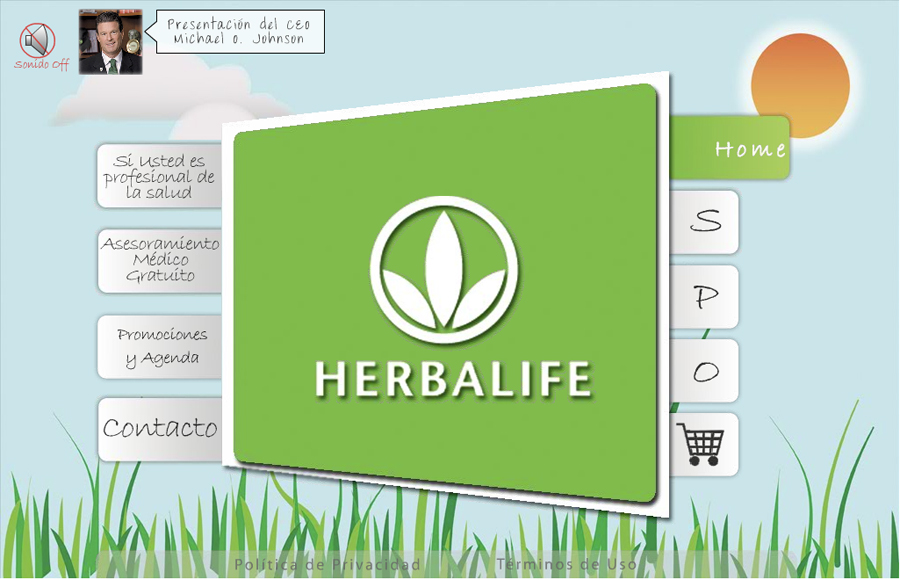 Presentación del CEO
Michael O. Johnson
Sonido Off
Si Usted es
profesional de
la salud
Asesoramiento
Médico
Gratuito
Promociones
y Agenda
Contacto
HERBALIFE
Home
S
P
O
Política de Privacidad
Términos de Uso